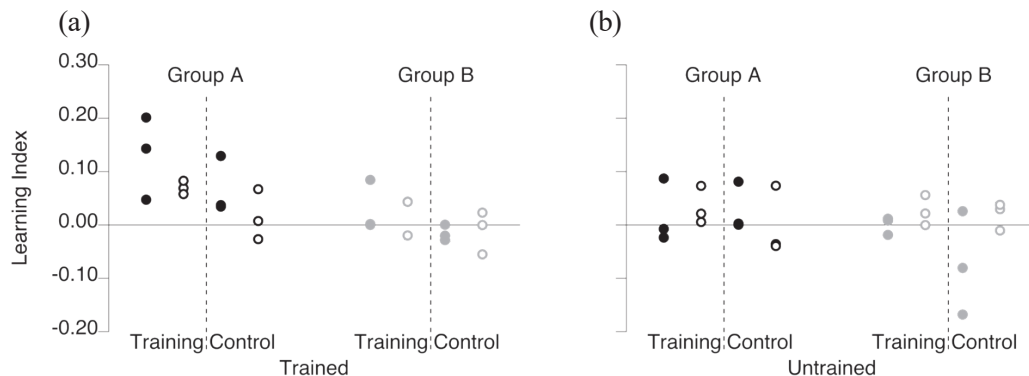 (a)
(b)
0.30
0.20
0.10
0.00
-0.10
-0.20
Learning Index
Group A
Group B
Training Control
Training Control
Trained
Group A
Group B
Training Control
Training Control
Untrained